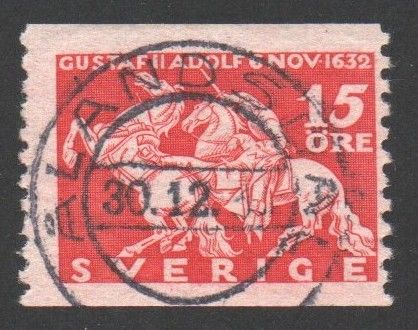 GUSTAF II ADOLF 6 NOV·1632
15
ÖRE
30.12.
SVERIGE